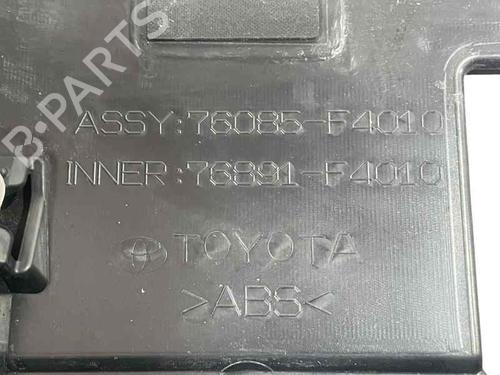 B-PARTS
ASSY:76085-F4010
INNER:76891-F4010
TOYOTA
>ABS<